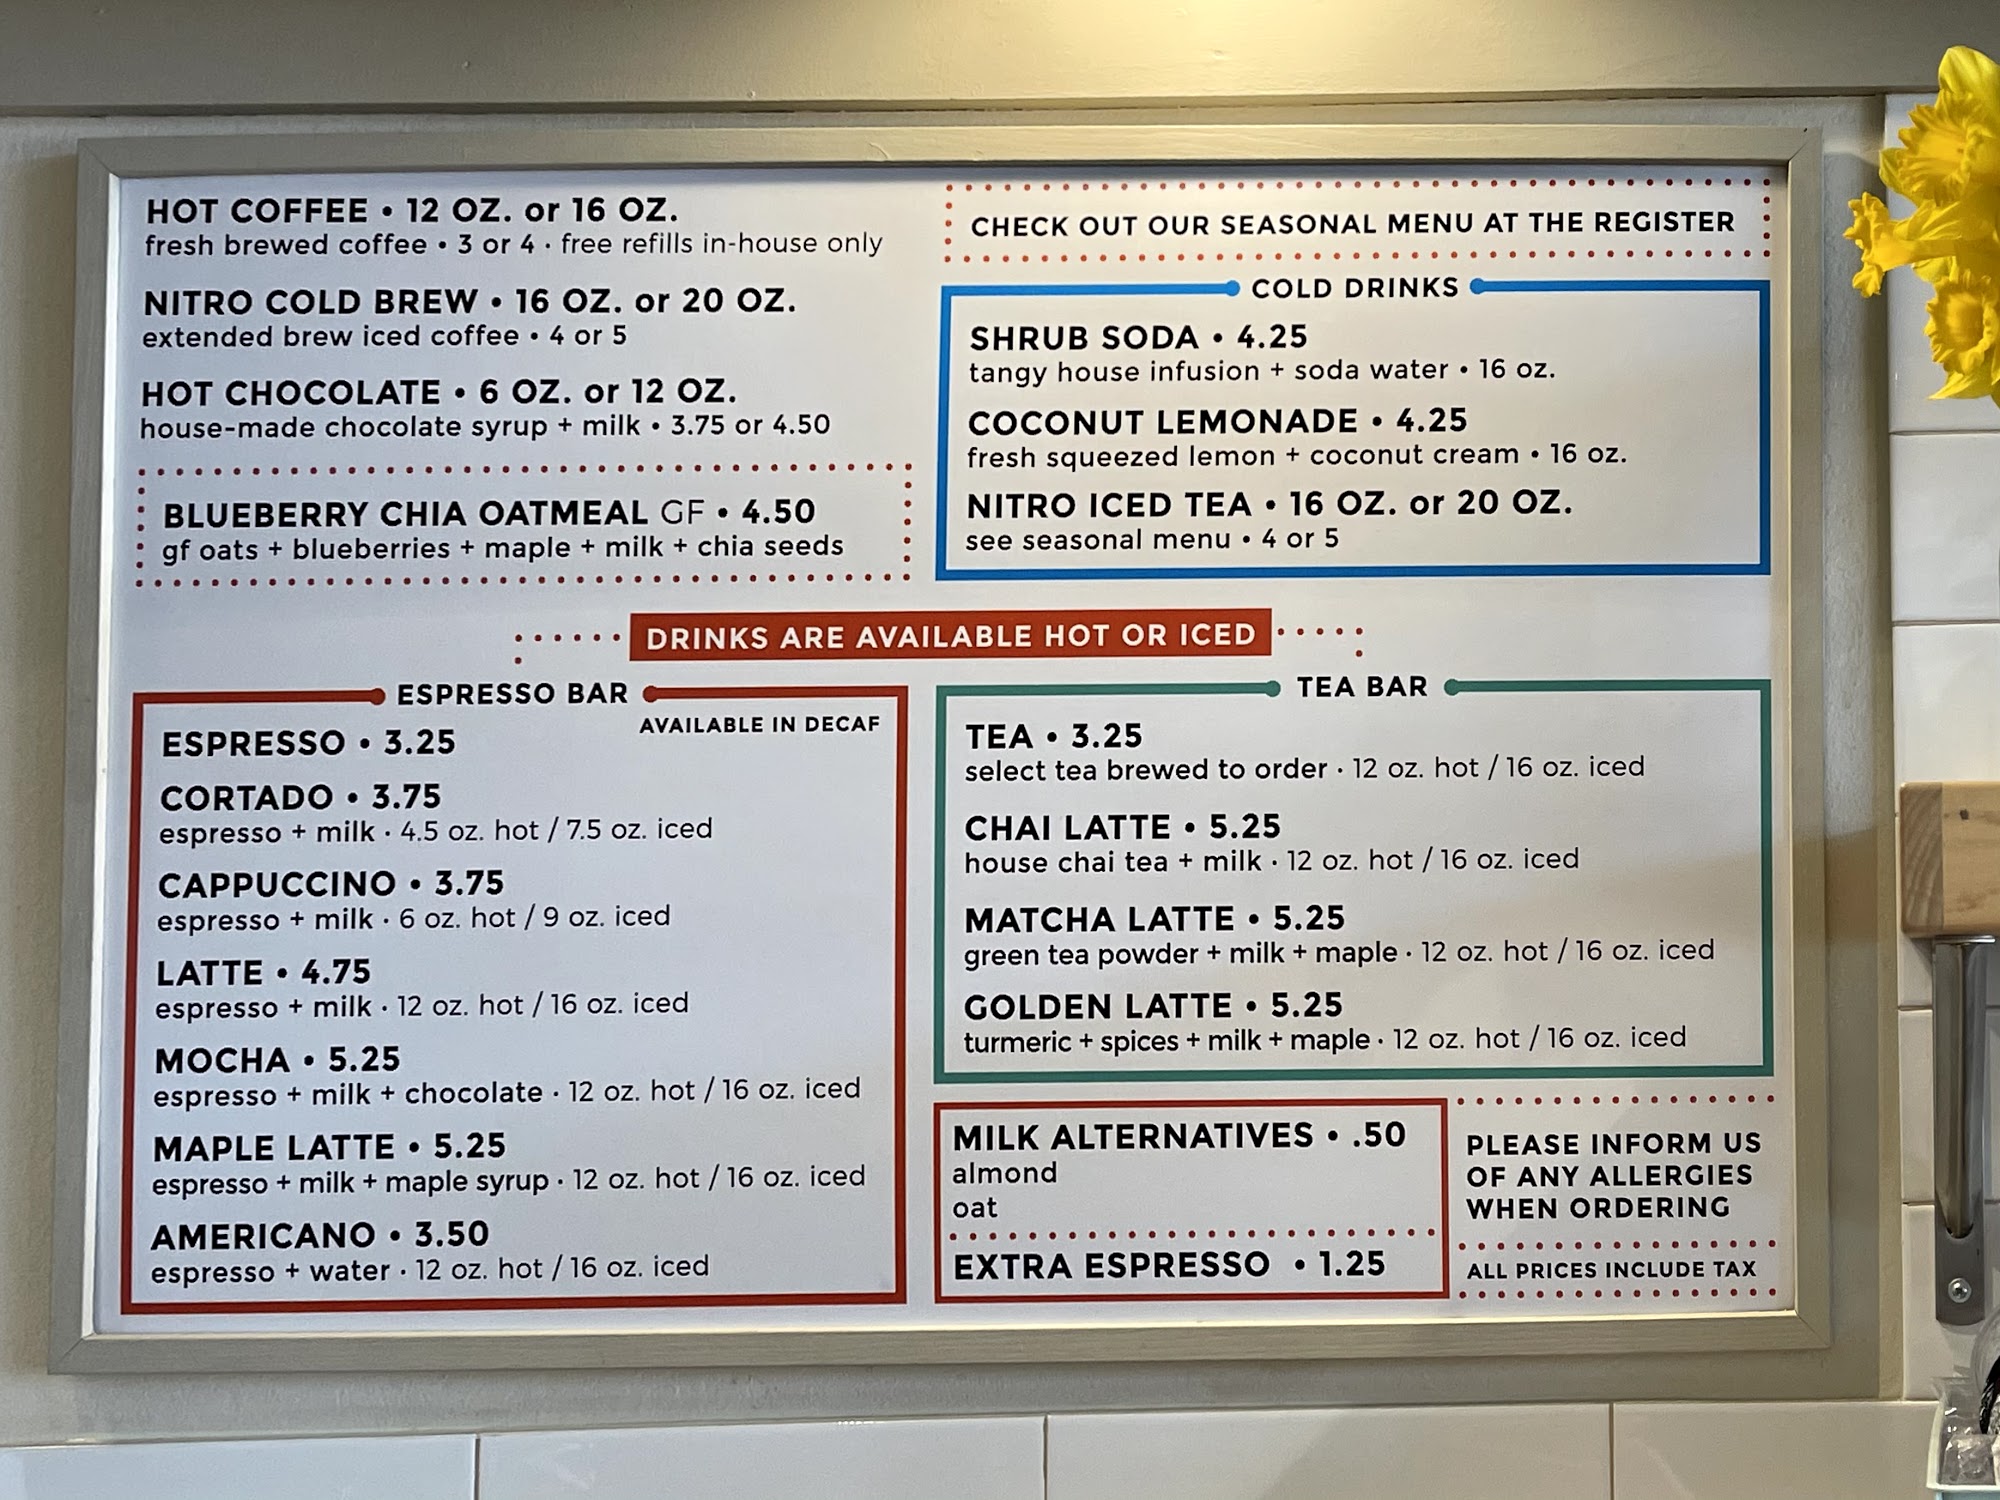 HOT COFFEE • 12 OZ. or 16 OZ.
fresh brewed coffee • 3 or 4 · free refills in-house only
NITRO COLD BREW • 16 OZ. or 20 OZ.
extended brew iced coffee • 4 or 5
HOT CHOCOLATE • 6 OZ. or 12 OZ.
house-made chocolate syrup + milk • 3.75 or 4.50
BLUEBERRY CHIA OATMEAL GF • 4.50
gf oats + blueberries + maple + milk + chia seeds
CHECK OUT OUR SEASONAL MENU AT THE REGISTER
COLD DRINKS
SHRUB SODA • 4.25
tangy house infusion + soda water • 16 oz.
COCONUT LEMONADE • 4.25
fresh squeezed lemon + coconut cream • 16 oz.
NITRO ICED TEA • 16 OZ. or 20 OZ.
see seasonal menu • 4 or 5
DRINKS ARE AVAILABLE HOT OR ICED
ESPRESSO BAR
AVAILABLE IN DECAF
ESPRESSO • 3.25
CORTADO • 3.75
espresso + milk · 4.5 oz. hot / 7.5 oz. iced
CAPPUCCINO • 3.75
espresso + milk · 6 oz. hot / 9 oz. iced
LATTE • 4.75
espresso + milk · 12 oz. hot / 16 oz. iced
MOCHA • 5.25
espresso + milk + chocolate · 12 oz. hot / 16 oz. iced
MAPLE LATTE • 5.25
espresso + milk + maple syrup · 12 oz. hot / 16 oz. iced
AMERICANO • 3.50
espresso + water · 12 oz. hot / 16 oz. iced
TEA BAR
TEA • 3.25
select tea brewed to order · 12 oz. hot / 16 oz. iced
CHAI LATTE • 5.25
house chai tea + milk · 12 oz. hot / 16 oz. iced
MATCHA LATTE • 5.25
green tea powder + milk + maple · 12 oz. hot / 16 oz. iced
GOLDEN LATTE • 5.25
turmeric + spices + milk + maple · 12 oz. hot / 16 oz. iced
MILK ALTERNATIVES • .50
almond
oat
EXTRA ESPRESSO • 1.25
PLEASE INFORM US
OF ANY ALLERGIES
WHEN ORDERING
ALL PRICES INCLUDE TAX